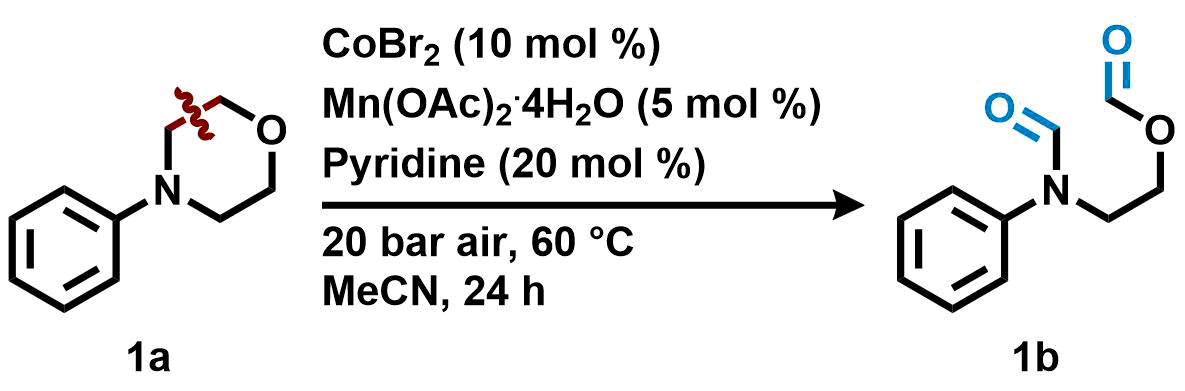 CoBr₂ (10 mol %)
Mn(OAc)₂·4H₂O (5 mol %)
Pyridine (20 mol %)
20 bar air, 60 °C
MeCN, 24 h
O
N
1a
O
O
O
N
1b